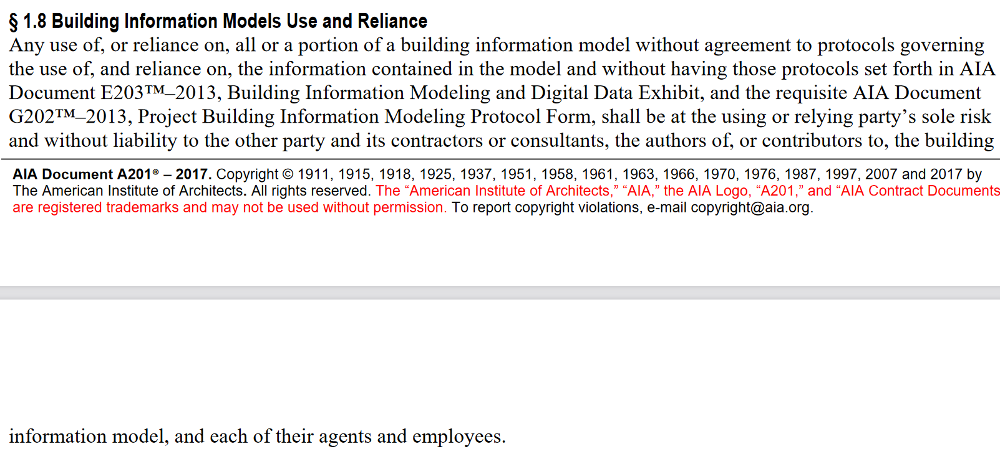 § 1.8 Building Information Models Use and Reliance
Any use of, or reliance on, all or a portion of a building information model without agreement to protocols governing
the use of, and reliance on, the information contained in the model and without having those protocols set forth in AIA
Document E203™–2013, Building Information Modeling and Digital Data Exhibit, and the requisite AIA Document
G202™–2013, Project Building Information Modeling Protocol Form, shall be at the using or relying party’s sole risk
and without liability to the other party and its contractors or consultants, the authors of, or contributors to, the building
AIA Document A201® – 2017. Copyright © 1911, 1915, 1918, 1925, 1937, 1951, 1958, 1961, 1963, 1966, 1970, 1976, 1987, 1997, 2007 and 2017 by
The American Institute of Architects. All rights reserved. The “American Institute of Architects,” “AIA,” the AIA Logo, “A201,” and “AIA Contract Documents
are registered trademarks and may not be used without permission. To report copyright violations, e-mail copyright@aia.org.
information model, and each of their agents and employees.